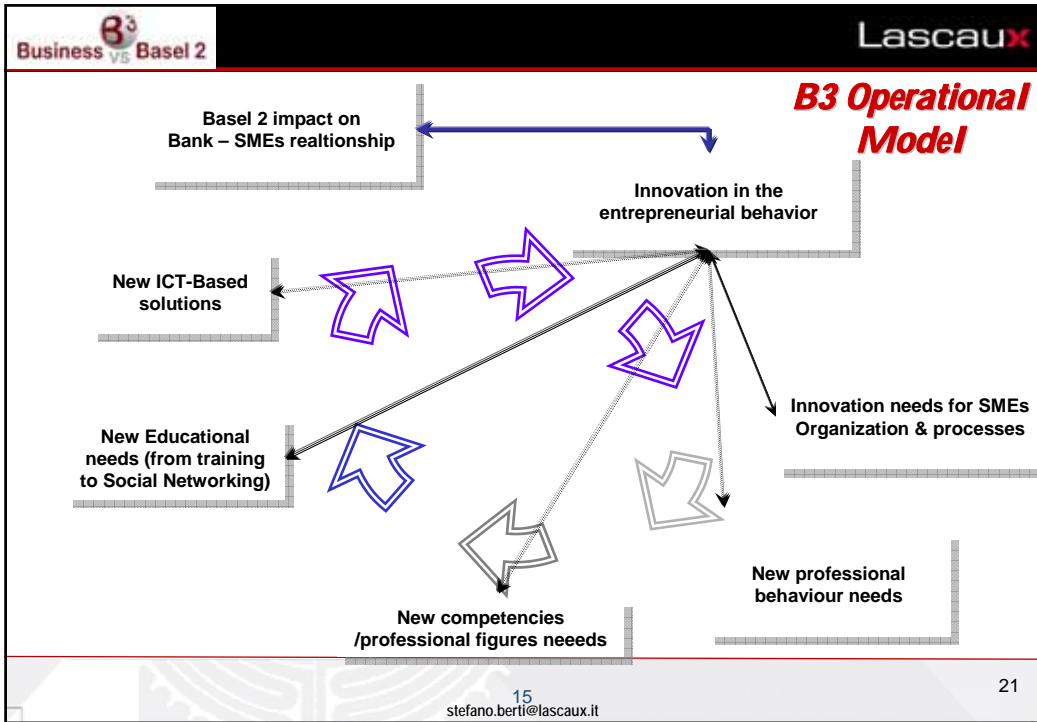 B3
Business VS Basel 2
Lascaux
B3 Operational
Model
Basel 2 impact on
Bank – SMEs realtionship
Innovation in the
entrepreneurial behavior
New ICT-Based
solutions
Innovation needs for SMEs
Organization & processes
New Educational
needs (from training
to Social Networking)
New professional
behaviour needs
New competencies
/professional figures neeeds
15
stefano.berti@lascaux.it
21